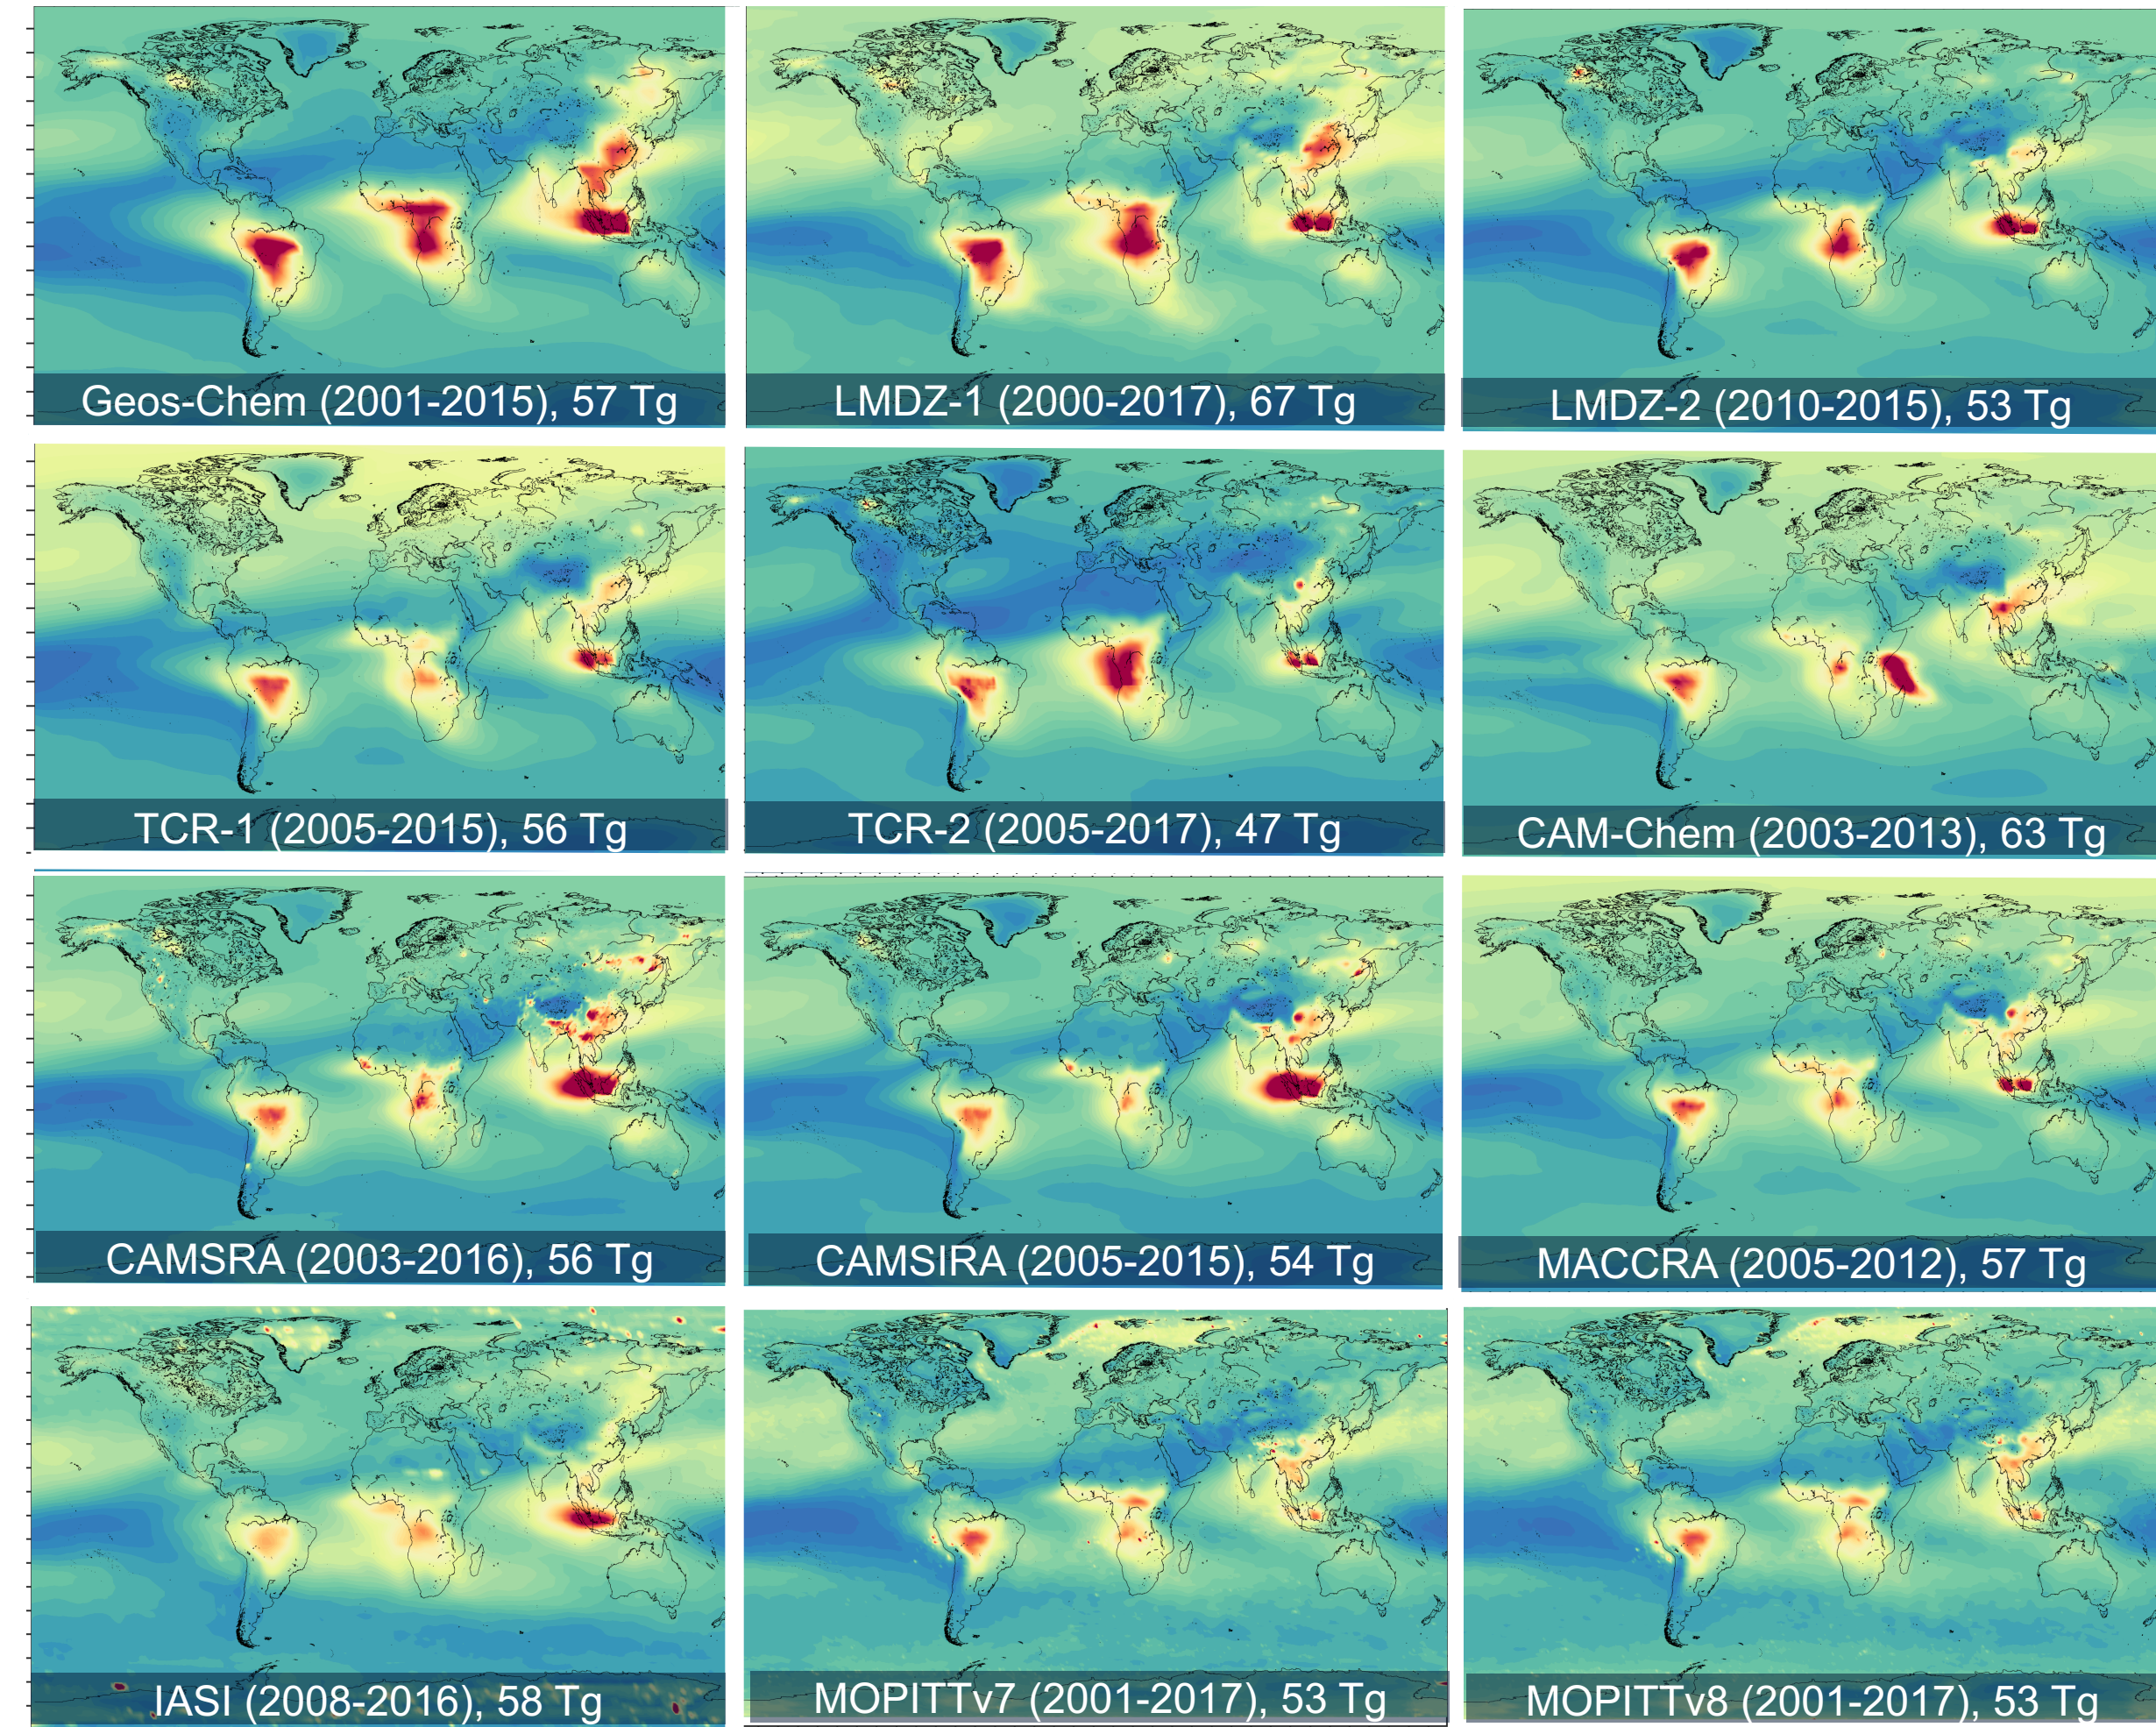 Geos-Chem (2001-2015), 57 Tg
LMDZ-1 (2000-2017), 67 Tg
LMDZ-2 (2010-2015), 53 Tg
TCR-1 (2005-2015), 56 Tg
TCR-2 (2005-2017), 47 Tg
CAM-Chem (2003-2013), 63 Tg
CAMSRA (2003-2016), 56 Tg
CAMSIRA (2005-2015), 54 Tg
MACCRA (2005-2012), 57 Tg
IASI (2008-2016), 58 Tg
MOPITTv7 (2001-2017), 53 Tg
MOPITTv8 (2001-2017), 53 Tg